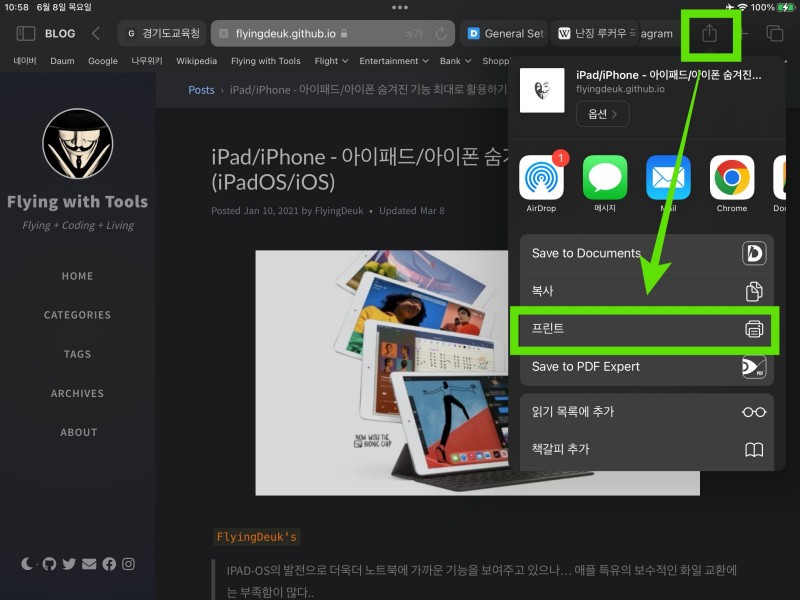 10:58 6월 8일 목요일
100%
BLOG
G 경기도교육청
flyingdeuk.github.io
가가
D General Set
W 난징 루커우
agram
네이버 Daum Google 나무위키 Wikipedia Flying with Tools Flight Entertainment Bank Shopp
Flying with Tools
Flying + Coding + Living
HOME
CATEGORIES
TAGS
ARCHIVES
ABOUT
Posts › iPad/iPhone - 아이패드/아이폰 숨겨진 기능 최대로 활용하기
iPad/iPhone - 아이패드/아이폰 숨겨
(iPadOS/iOS)
Posted Jan 10, 2021 by FlyingDeuk • Updated Mar 8
NOW WITH THE
A12 BIONIC CHIP
FlyingDeuk's
IPAD-OS의 발전으로 더욱더 노트북에 가까운 기능을 보여주고 있으나... 애플 특유의 보수적인 화일 교환에
는 부족함이 많다..
iPad/iPhone - 아이패드/아이폰 숨겨진...
flyingdeuk.github.io
옵션 >
1
AirDrop
메시지
Mail
Chrome
Save to Documents
복사
프린트
Save to PDF Expert
PDF
읽기 목록에 추가
책갈피 추가